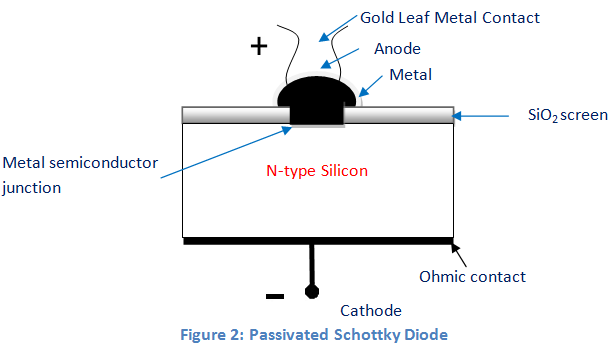 Gold Leaf Metal Contact
+
Anode
Metal
SiO2 screen
Metal semiconductor
junction
N-type Silicon
Ohmic contact
–
Cathode
Figure 2: Passivated Schottky Diode